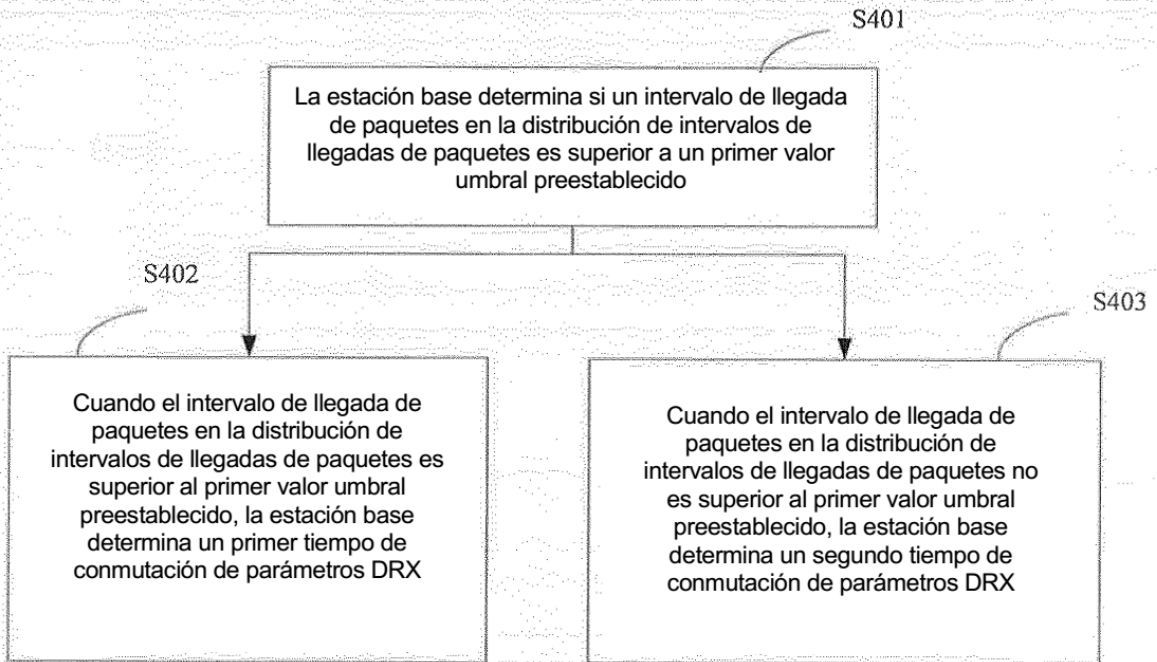 S401
La estación base determina si un intervalo de llegada
de paquetes en la distribución de intervalos de
llegadas de paquetes es superior a un primer valor
umbral preestablecido
S402
Cuando el intervalo de llegada de
paquetes en la distribución de
intervalos de llegadas de paquetes es
superior al primer valor umbral
preestablecido, la estación base
determina un primer tiempo de
conmutación de parámetros DRX
S403
Cuando el intervalo de llegada de
paquetes en la distribución de
intervalos de llegadas de paquetes no
es superior al primer valor umbral
preestablecido, la estación base
determina un segundo tiempo de
conmutación de parámetros DRX